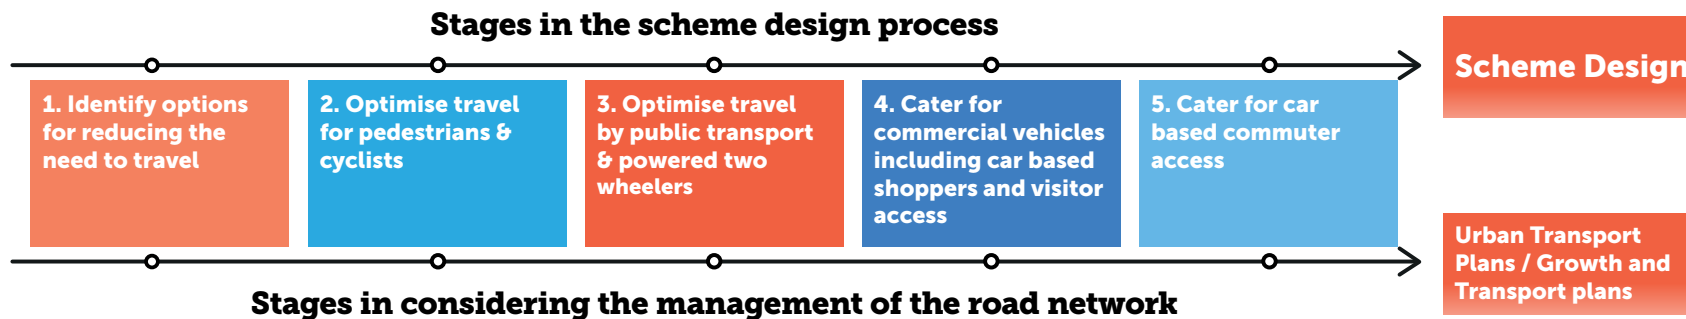 Stages in the scheme design process
Scheme Design
1. Identify options
for reducing the
need to travel
2. Optimise travel
for pedestrians &
cyclists
3. Optimise travel
by public transport
& powered two
wheelers
4. Cater for
commercial vehicles
including car based
shoppers and visitor
access
5. Cater for car
based commuter
access
Urban Transport
Plans / Growth and
Transport plans
Stages in considering the management of the road network